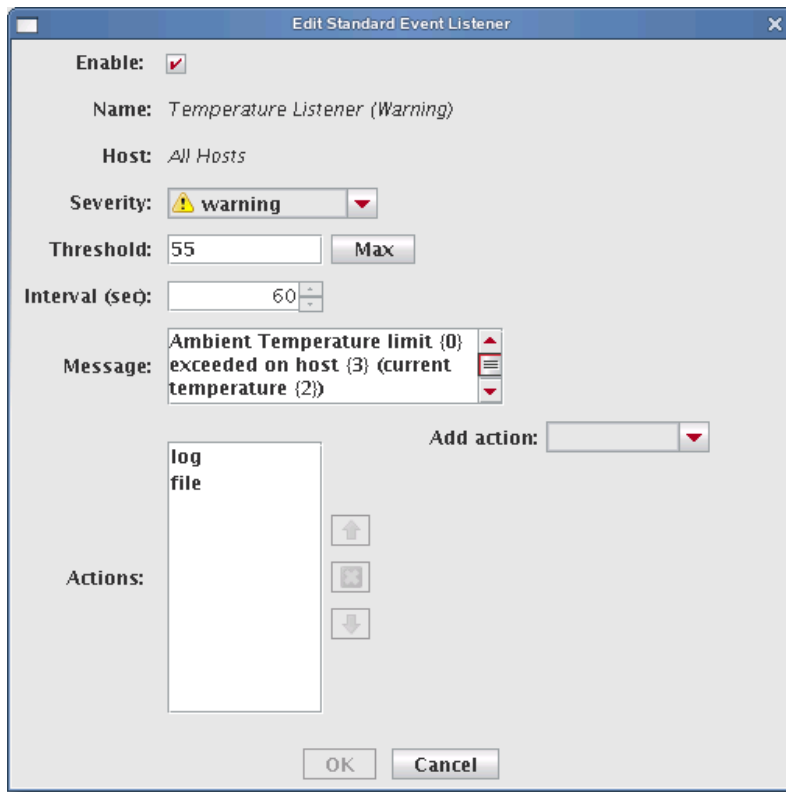 Edit Standard Event Listener
Enable:
Name: Temperature Listener (Warning)
Host: All Hosts
Severity: warning
Threshold: 55 Max
Interval (sec): 60
Message: Ambient Temperature limit {0}
exceeded on host {3} (current
temperature {2})
Add action:
Actions: log
file
OK Cancel